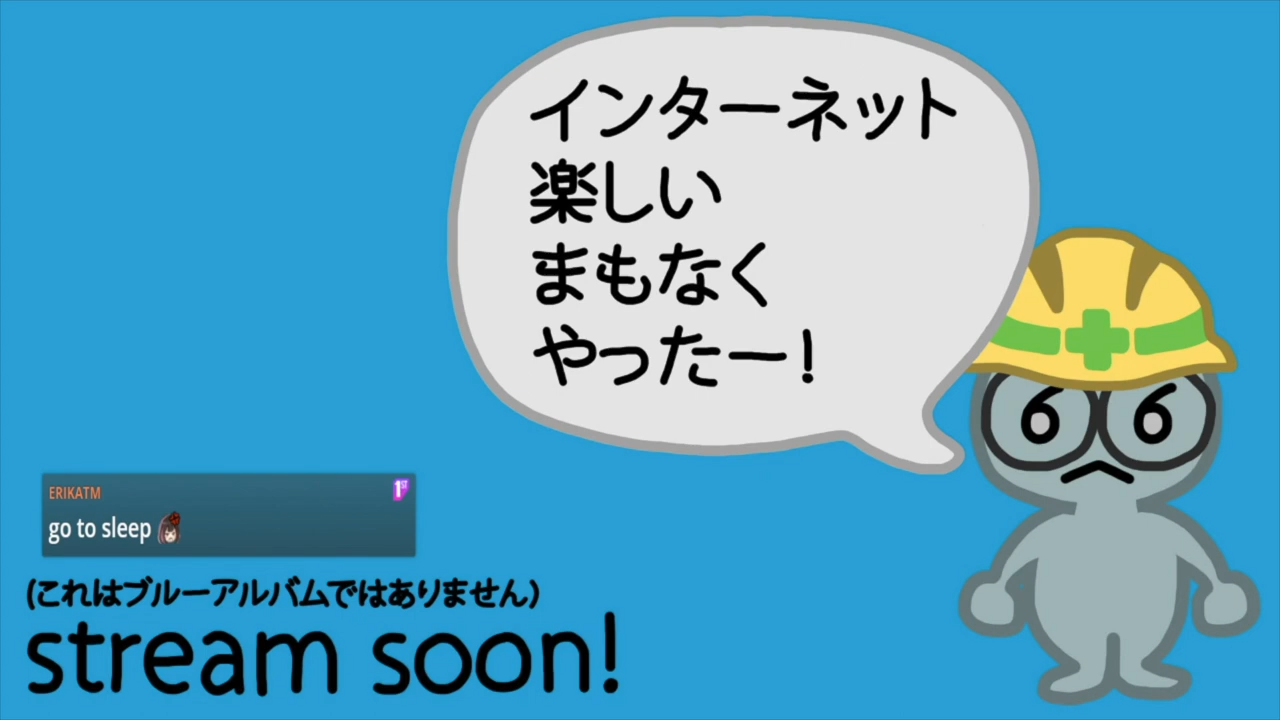 インターネット
楽しい
まもなく
やったー!
ERIKATM
1ST
go to sleep
(これはブルーアルバムではありません)
stream soon!